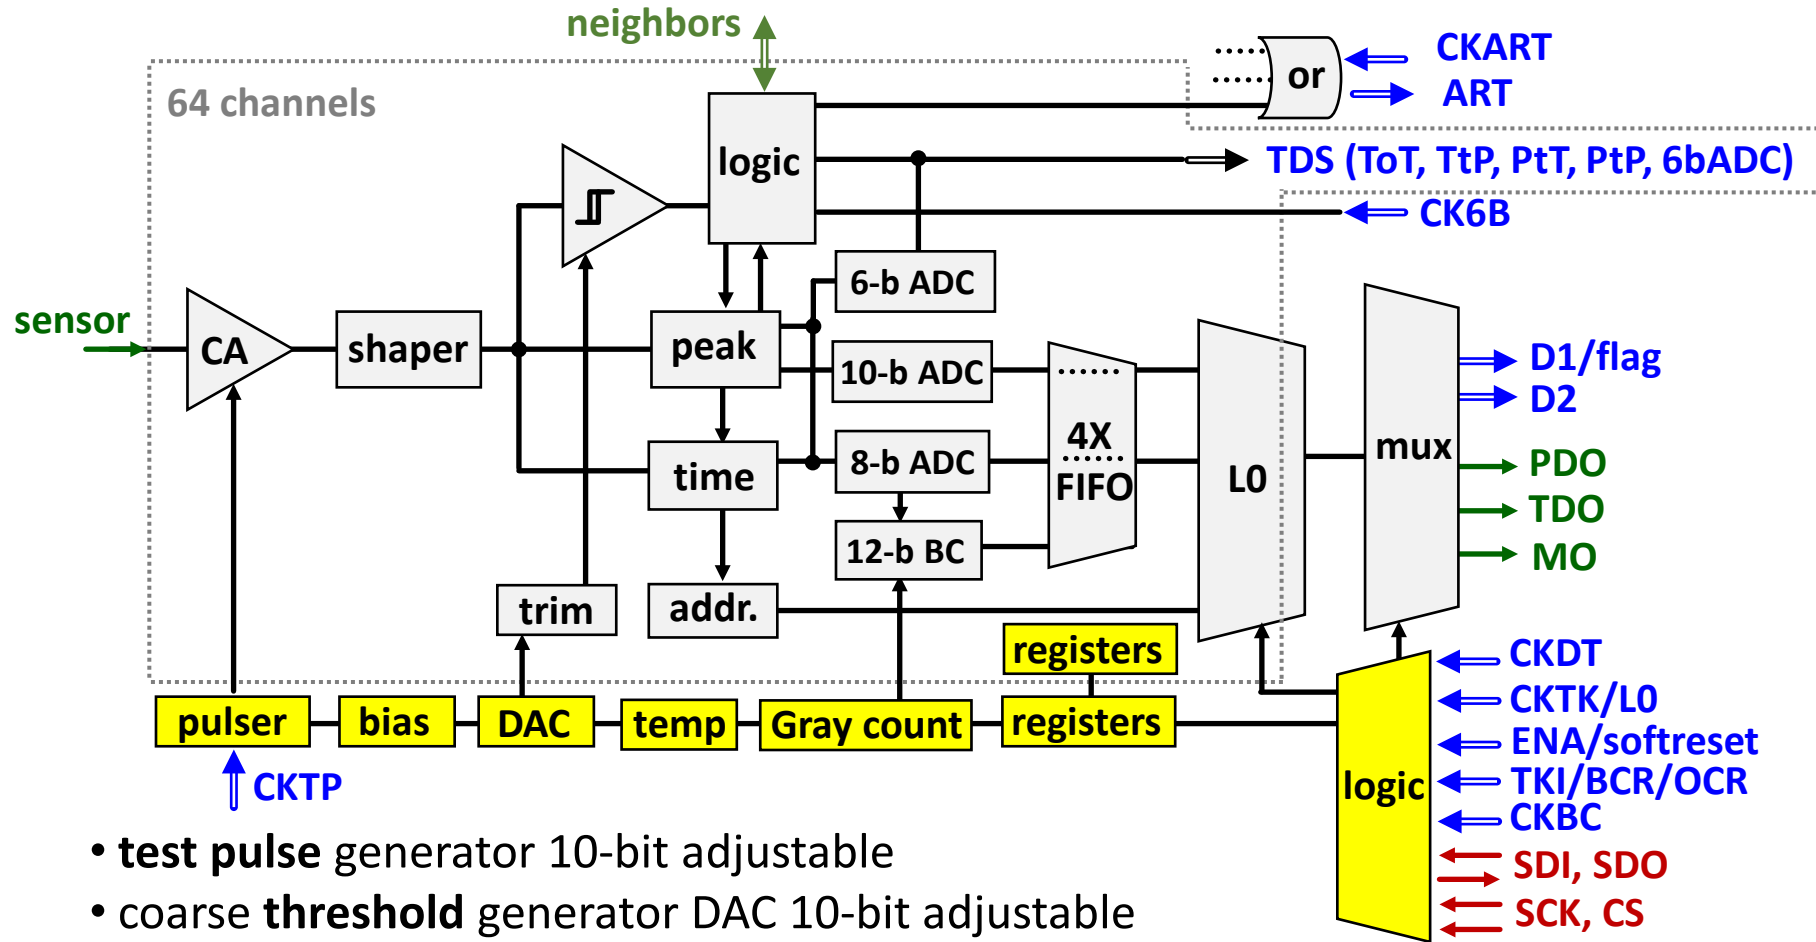 neighbors
CKART
or
ART
64 channels
logic
TDS (ToT, TtP, PtT, PtP, 6bADC)
CK6B
6-b ADC
sensor
CA
shaper
peak
10-b ADC
D1/flag
D2
4X
FIFO
mux
time
8-b ADC
L0
PDO
TDO
12-b BC
MO
trim
addr.
registers
CKDT
pulser
bias
DAC
temp
Gray count
registers
CKTK/L0
ENA/softreset
CKTP
logic
TKI/BCR/OCR
CKBC
• test pulse generator 10-bit adjustable
SDI, SDO
• coarse threshold generator DAC 10-bit adjustable
SCK, CS